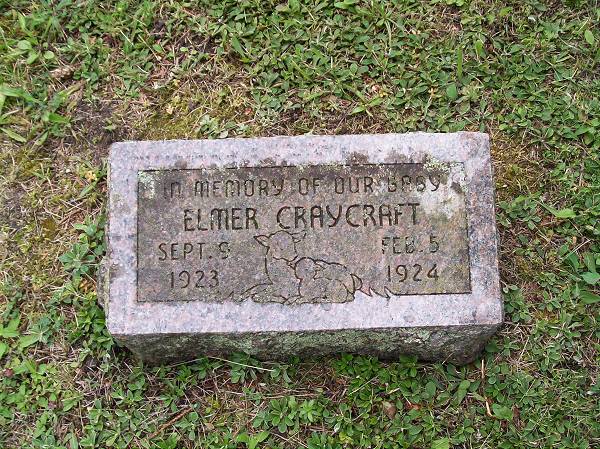 IN MEMORY OF OUR BABY
ELMER CRAYCRAFT
SEPT. 9 FEB. 5
1923 1924